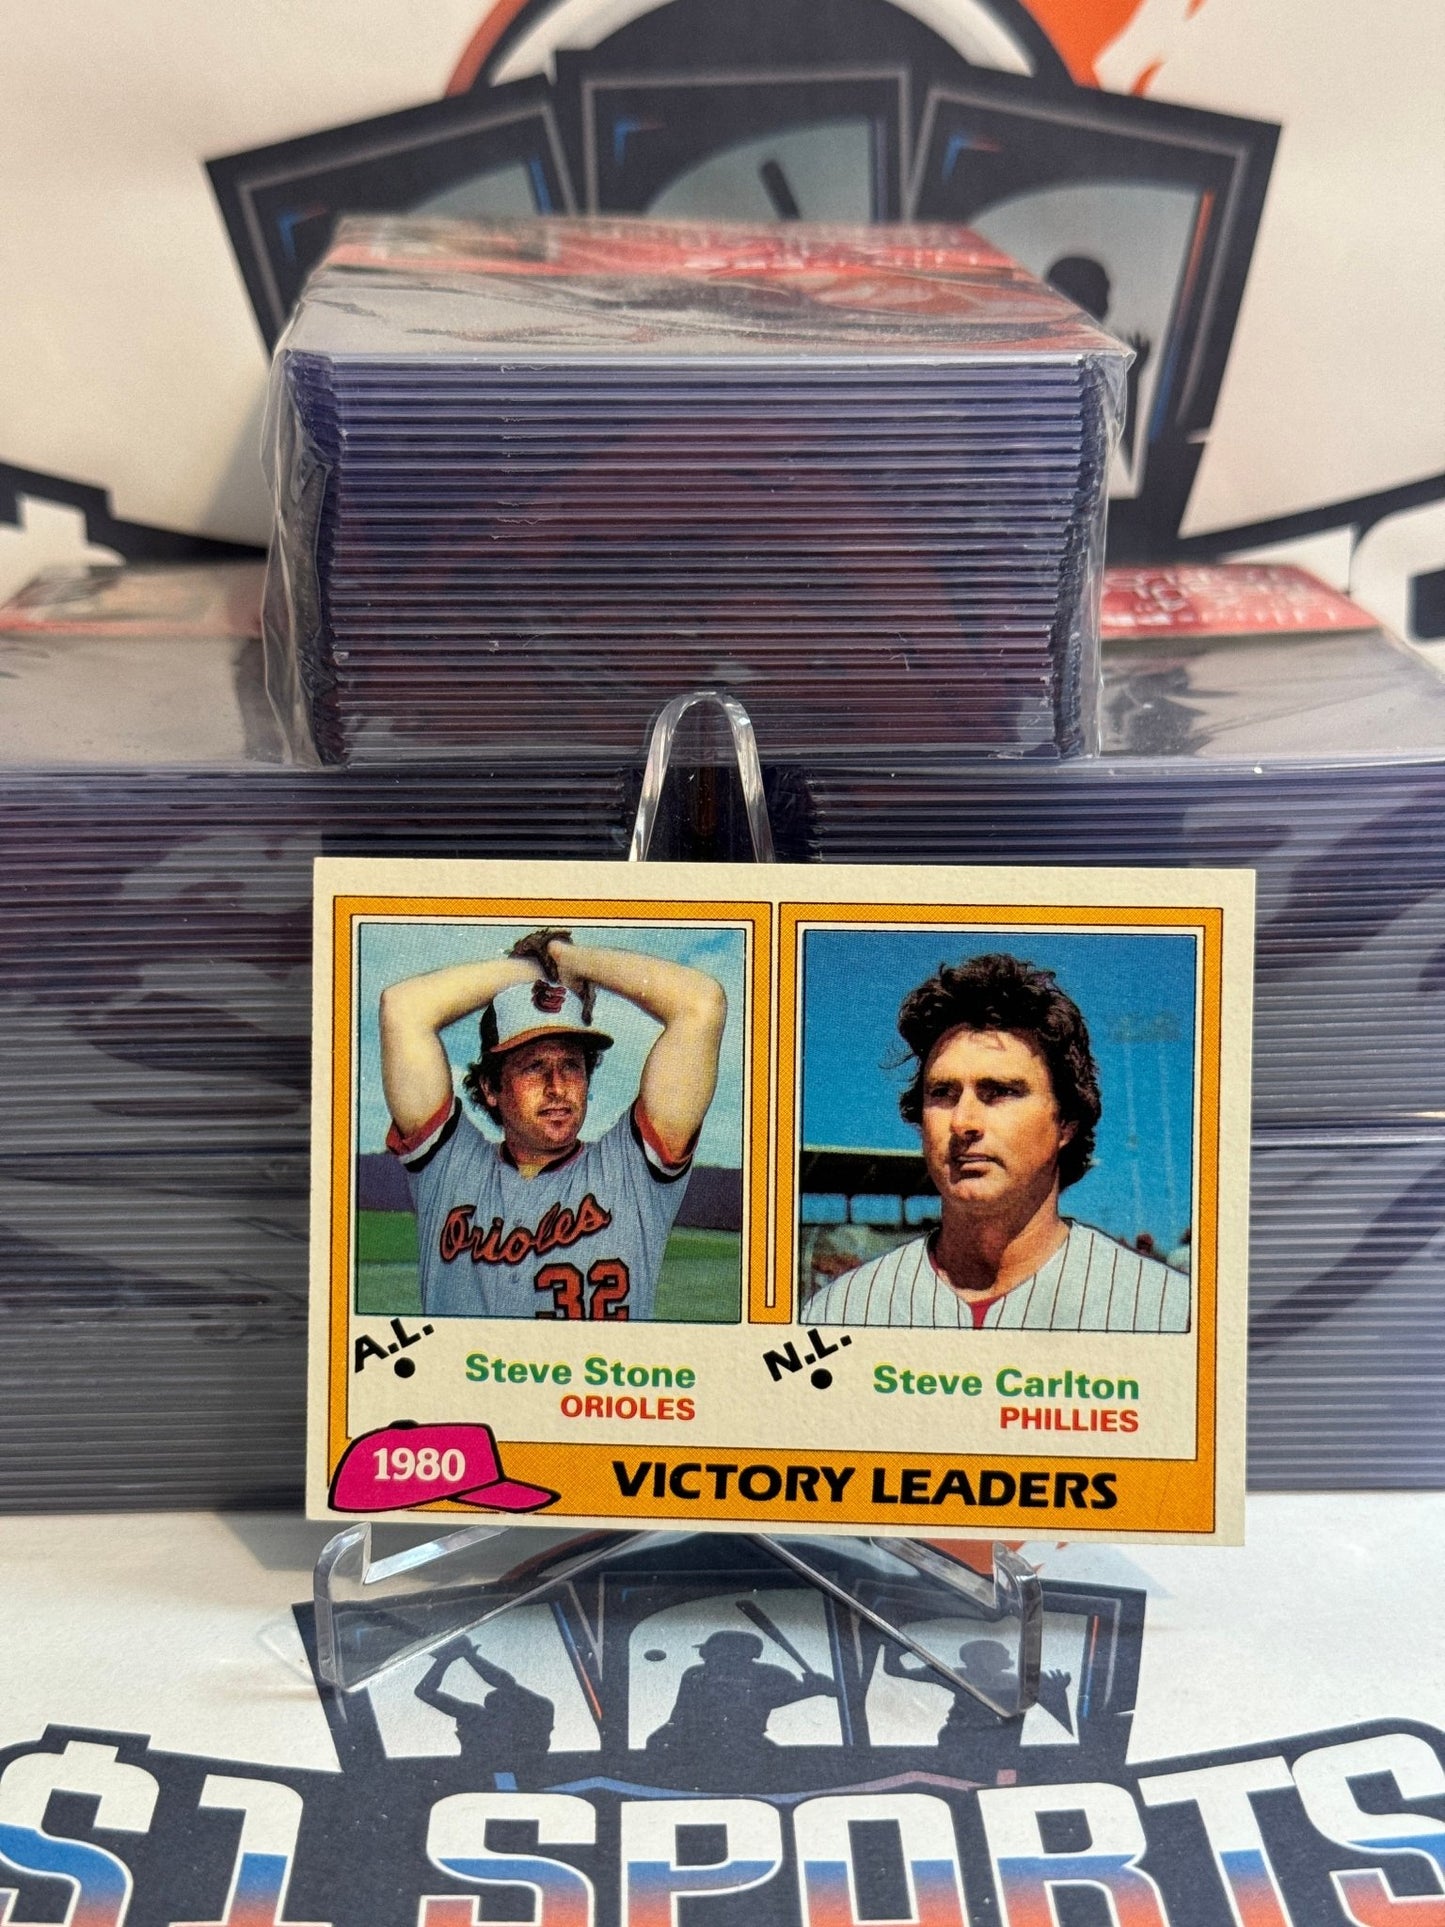 Orioles
32
A.L.
Steve Stone
ORIOLES
N.L.
Steve Carlton
PHILLIES
1980
VICTORY LEADERS
$1 SPORTS